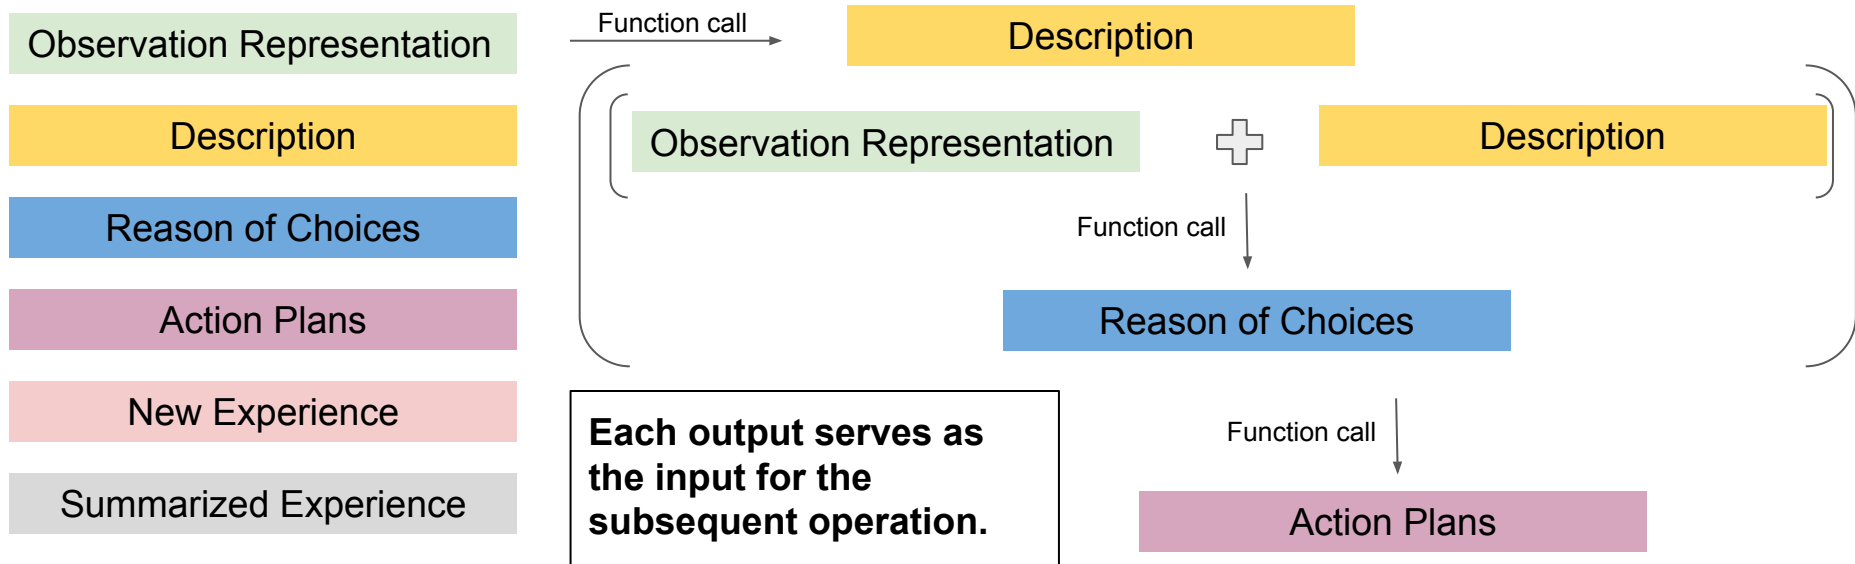 Observation Representation
Description
Reason of Choices
Action Plans
New Experience
Summarized Experience
Function call
Description
Observation Representation
Description
Function call
Reason of Choices
Function call
Action Plans
Each output serves as
the input for the
subsequent operation.